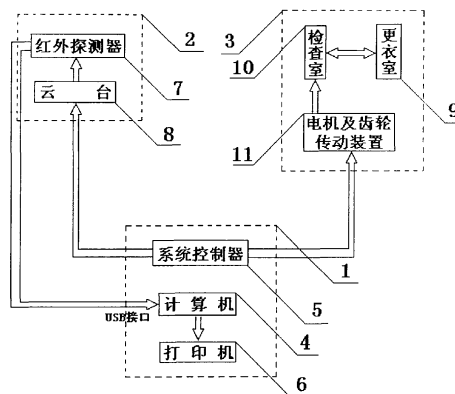 2
红外探测器
7
云 台
8
3
10
检查室
更衣室
9
11
电机及齿轮
传动装置
系统控制器
1
5
USB接口
计 算 机
4
打 印 机
6